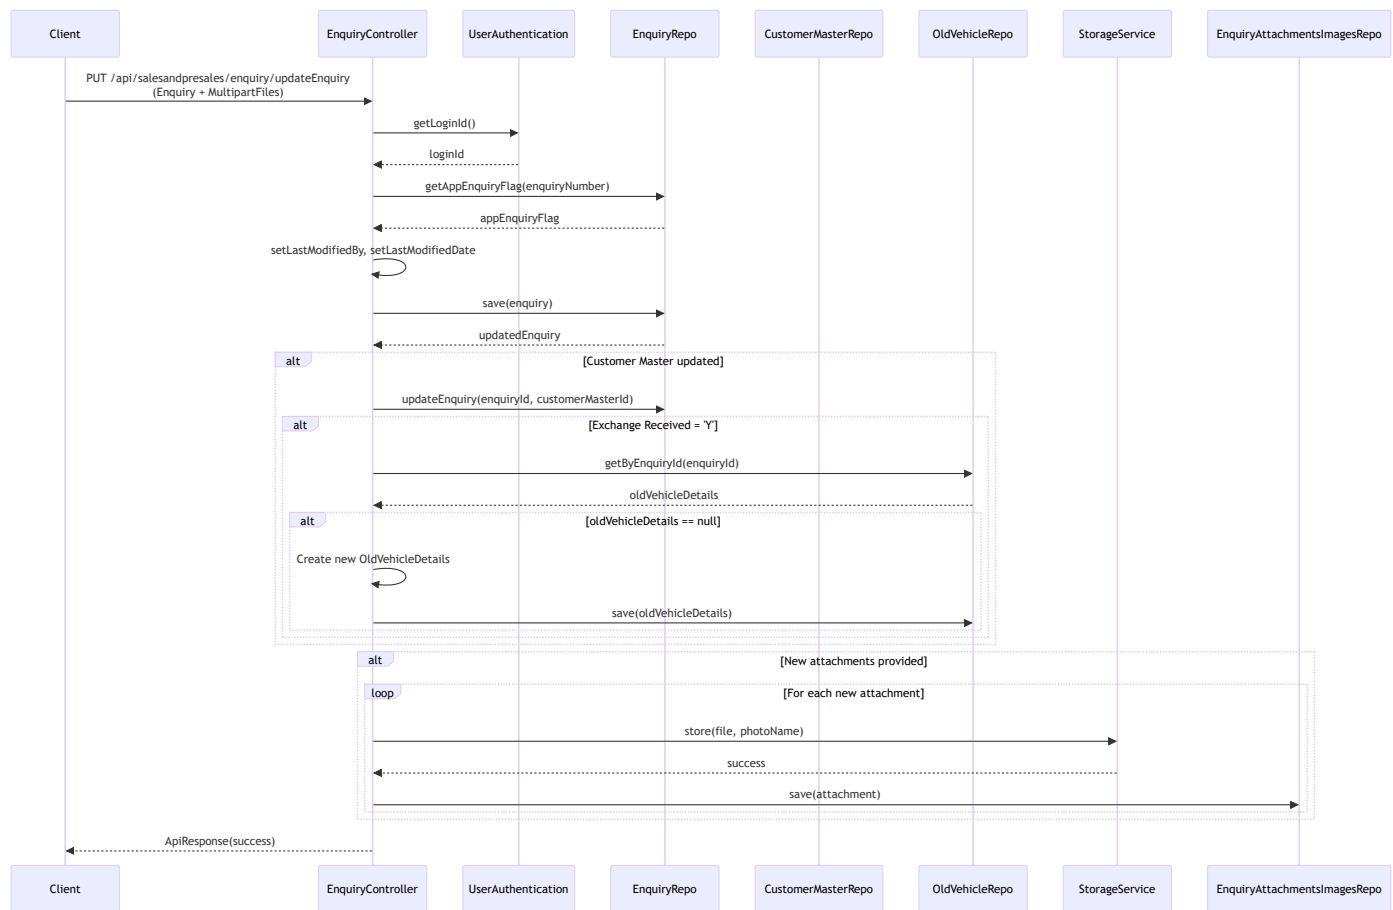 Client
EnquiryController
UserAuthentication
EnquiryRepo
CustomerMasterRepo
OldVehicleRepo
StorageService
EnquiryAttachmentsImagesRepo
PUT /api/salesandpresales/enquiry/updateEnquiry
(Enquiry + MultipartFiles)
getLoginId()
loginId
getAppEnquiryFlag(enquiryNumber)
appEnquiryFlag
setLastModifiedBy, setLastModifiedDate
save(enquiry)
updatedEnquiry
alt
[Customer Master updated]
updateEnquiry(enquiryId, customerMasterId)
alt
[Exchange Received = 'Y']
getByEnquiryId(enquiryId)
oldVehicleDetails
alt
[oldVehicleDetails == null]
Create new OldVehicleDetails
save(oldVehicleDetails)
alt
[New attachments provided]
loop
[For each new attachment]
store(file, photoName)
success
save(attachment)
ApiResponse(success)
Client
EnquiryController
UserAuthentication
EnquiryRepo
CustomerMasterRepo
OldVehicleRepo
StorageService
EnquiryAttachmentsImagesRepo